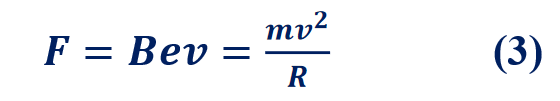 F = Bev = mv²/R (3)